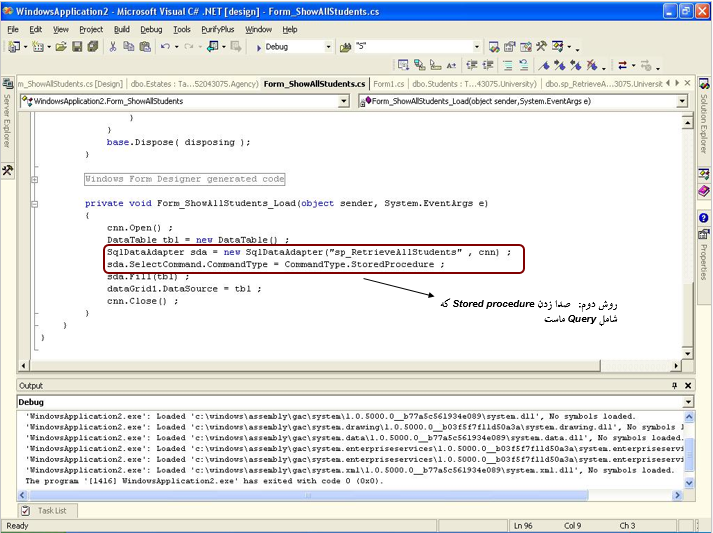 WindowsApplication2 - Microsoft Visual C# .NET [design] - Form_ShowAllStudents.cs
File Edit View Project Build Debug Tools PurifyPlus Window Help
Debug "S"
m_ShowAllStudents.cs [Design] dbo.Estates : Ta...52043075.Agency) Form_ShowAllStudents.cs Form1.cs dbo.Students : T...43075.University) dbo.sp_RetrieveA...3075.Universit
WindowsApplication2.Form_ShowAllStudents Form_ShowAllStudents_Load(object sender,System.EventArgs e)
Server Explorer
Solution Explorer
Properties
}
}
base.Dispose( disposing );
}
Windows Form Designer generated code
private void Form_ShowAllStudents_Load(object sender, System.EventArgs e)
{
cnn.Open() ;
DataTable tbl = new DataTable() ;
SqlDataAdapter sda = new SqlDataAdapter("sp_RetrieveAllStudents" , cnn) ;
sda.SelectCommand.CommandType = CommandType.StoredProcedure ;
sda.Fill(tbl) ;
dataGrid1.DataSource = tbl ;
cnn.Close() ;
}
}
}
روش دوم: صدا زدن Stored procedure که
شامل Query ماست
Output
Debug
'WindowsApplication2.exe': Loaded 'c:\windows\assembly\gac\system\1.0.5000.0__b77a5c561934e089\system.dll', No symbols loaded.
'WindowsApplication2.exe': Loaded 'c:\windows\assembly\gac\system.drawing\1.0.5000.0__b03f5f7f11d50a3a\system.drawing.dll', No symbols l
'WindowsApplication2.exe': Loaded 'c:\windows\assembly\gac\system.data\1.0.5000.0__b77a5c561934e089\system.data.dll', No symbols loaded.
'WindowsApplication2.exe': Loaded 'c:\windows\assembly\gac\system.enterpriseservices\1.0.5000.0__b03f5f7f11d50a3a\system.enterpriseservi
'WindowsApplication2.exe': Loaded 'c:\windows\assembly\gac\system.enterpriseservices\1.0.5000.0__b03f5f7f11d50a3a\system.enterpriseservi
'WindowsApplication2.exe': Loaded 'c:\windows\assembly\gac\system.xml\1.0.5000.0__b77a5c561934e089\system.xml.dll', No symbols loaded.
The program '[1416] WindowsApplication2.exe' has exited with code 0 (0x0).
Task List
Ready Ln 96 Col 9 Ch 3